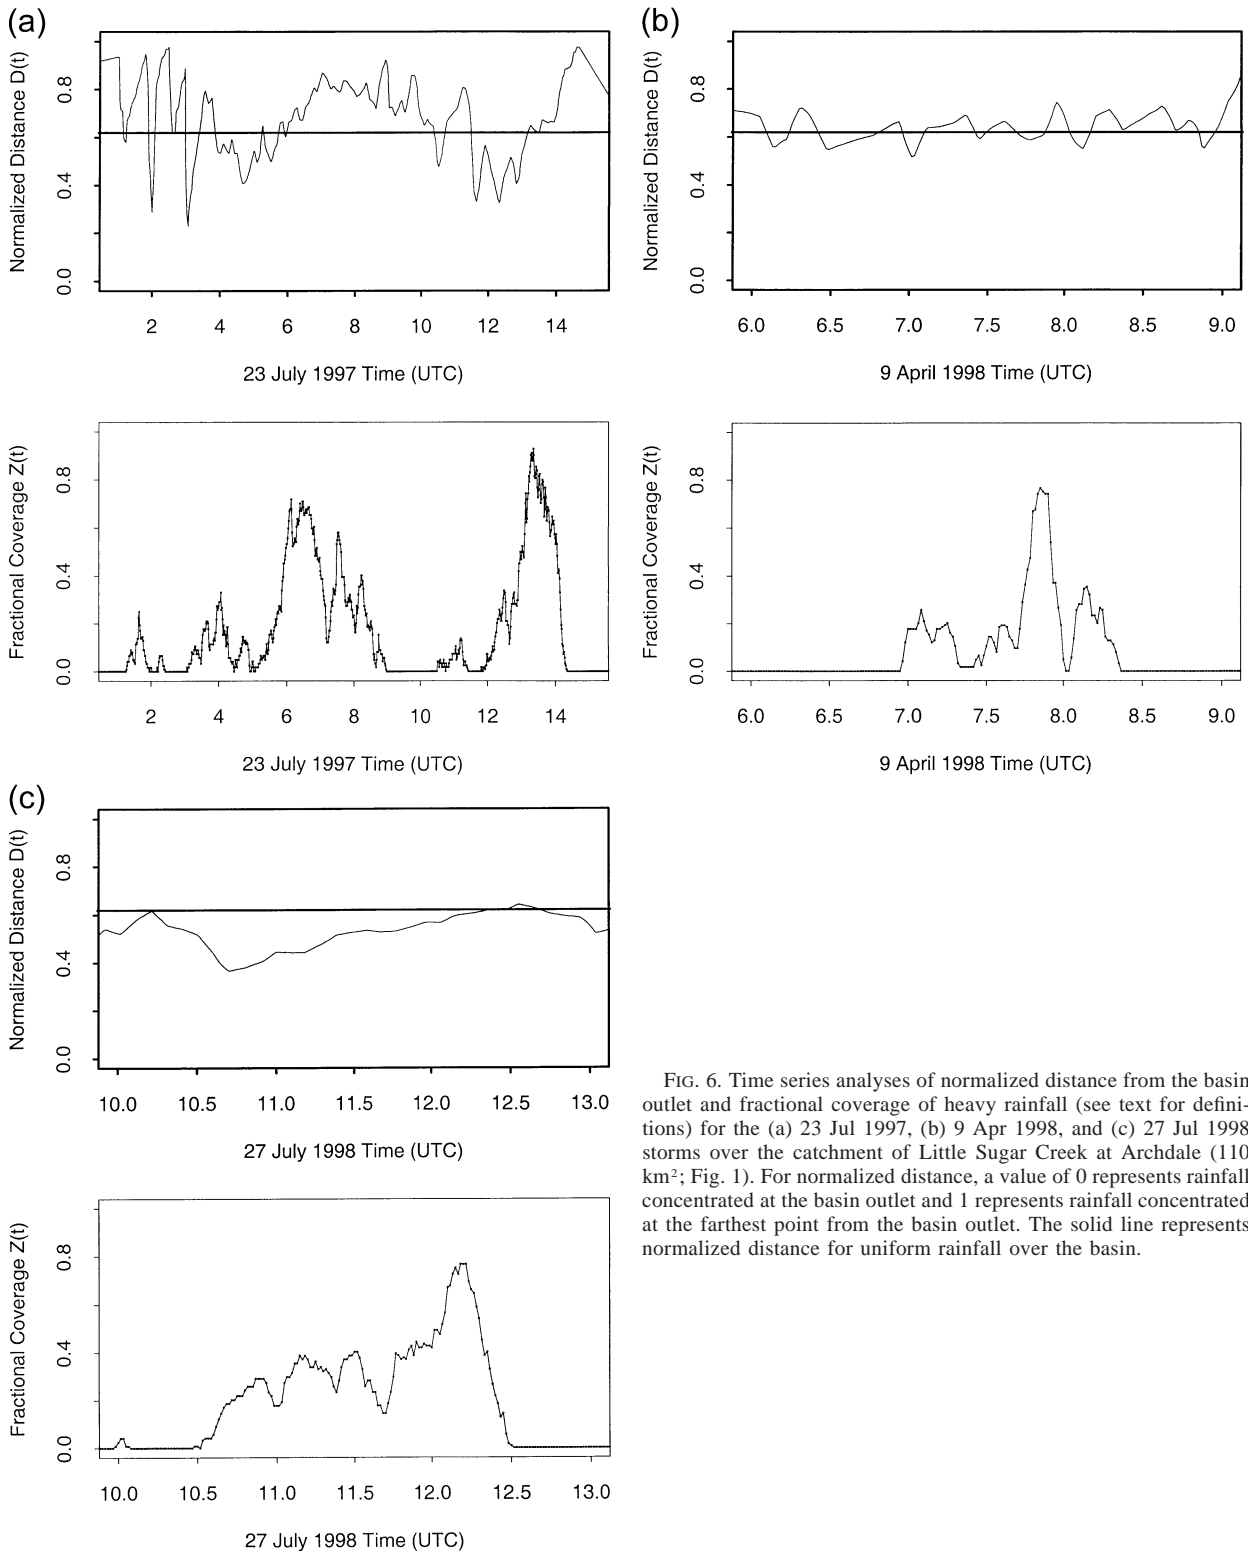 (a)
Normalized Distance D(t)
0.8
0.4
0.0
2 4 6 8 10 12 14
23 July 1997 Time (UTC)
Fractional Coverage Z(t)
0.8
0.4
0.0
2 4 6 8 10 12 14
23 July 1997 Time (UTC)
(b)
Normalized Distance D(t)
0.8
0.4
0.0
6.0 6.5 7.0 7.5 8.0 8.5 9.0
9 April 1998 Time (UTC)
Fractional Coverage Z(t)
0.8
0.4
0.0
6.0 6.5 7.0 7.5 8.0 8.5 9.0
9 April 1998 Time (UTC)
(c)
Normalized Distance D(t)
0.8
0.4
0.0
10.0 10.5 11.0 11.5 12.0 12.5 13.0
27 July 1998 Time (UTC)
Fractional Coverage Z(t)
0.8
0.4
0.0
10.0 10.5 11.0 11.5 12.0 12.5 13.0
27 July 1998 Time (UTC)
FIG. 6. Time series analyses of normalized distance from the basin
outlet and fractional coverage of heavy rainfall (see text for defini-
tions) for the (a) 23 Jul 1997, (b) 9 Apr 1998, and (c) 27 Jul 1998
storms over the catchment of Little Sugar Creek at Archdale (110
km²; Fig. 1). For normalized distance, a value of 0 represents rainfall
concentrated at the basin outlet and 1 represents rainfall concentrated
at the farthest point from the basin outlet. The solid line represents
normalized distance for uniform rainfall over the basin.